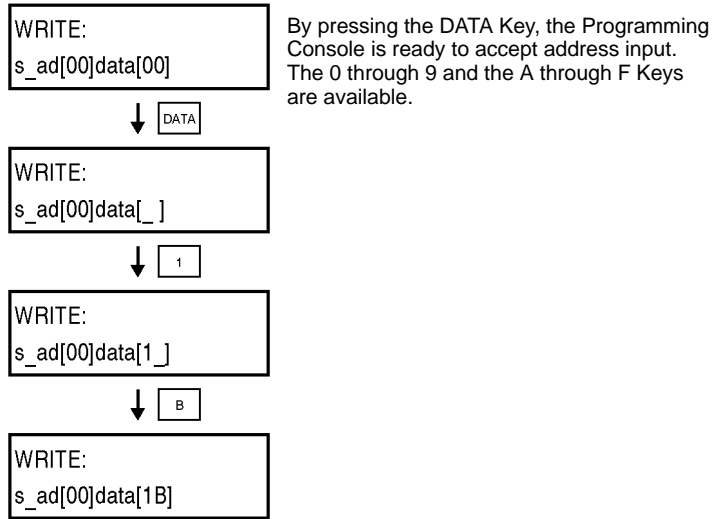 WRITE:
s_ad[00]data[00]
By pressing the DATA Key, the Programming
Console is ready to accept address input.
The 0 through 9 and the A through F Keys
are available.
DATA
WRITE:
s_ad[00]data[_ ]
1
WRITE:
s_ad[00]data[1_]
B
WRITE:
s_ad[00]data[1B]